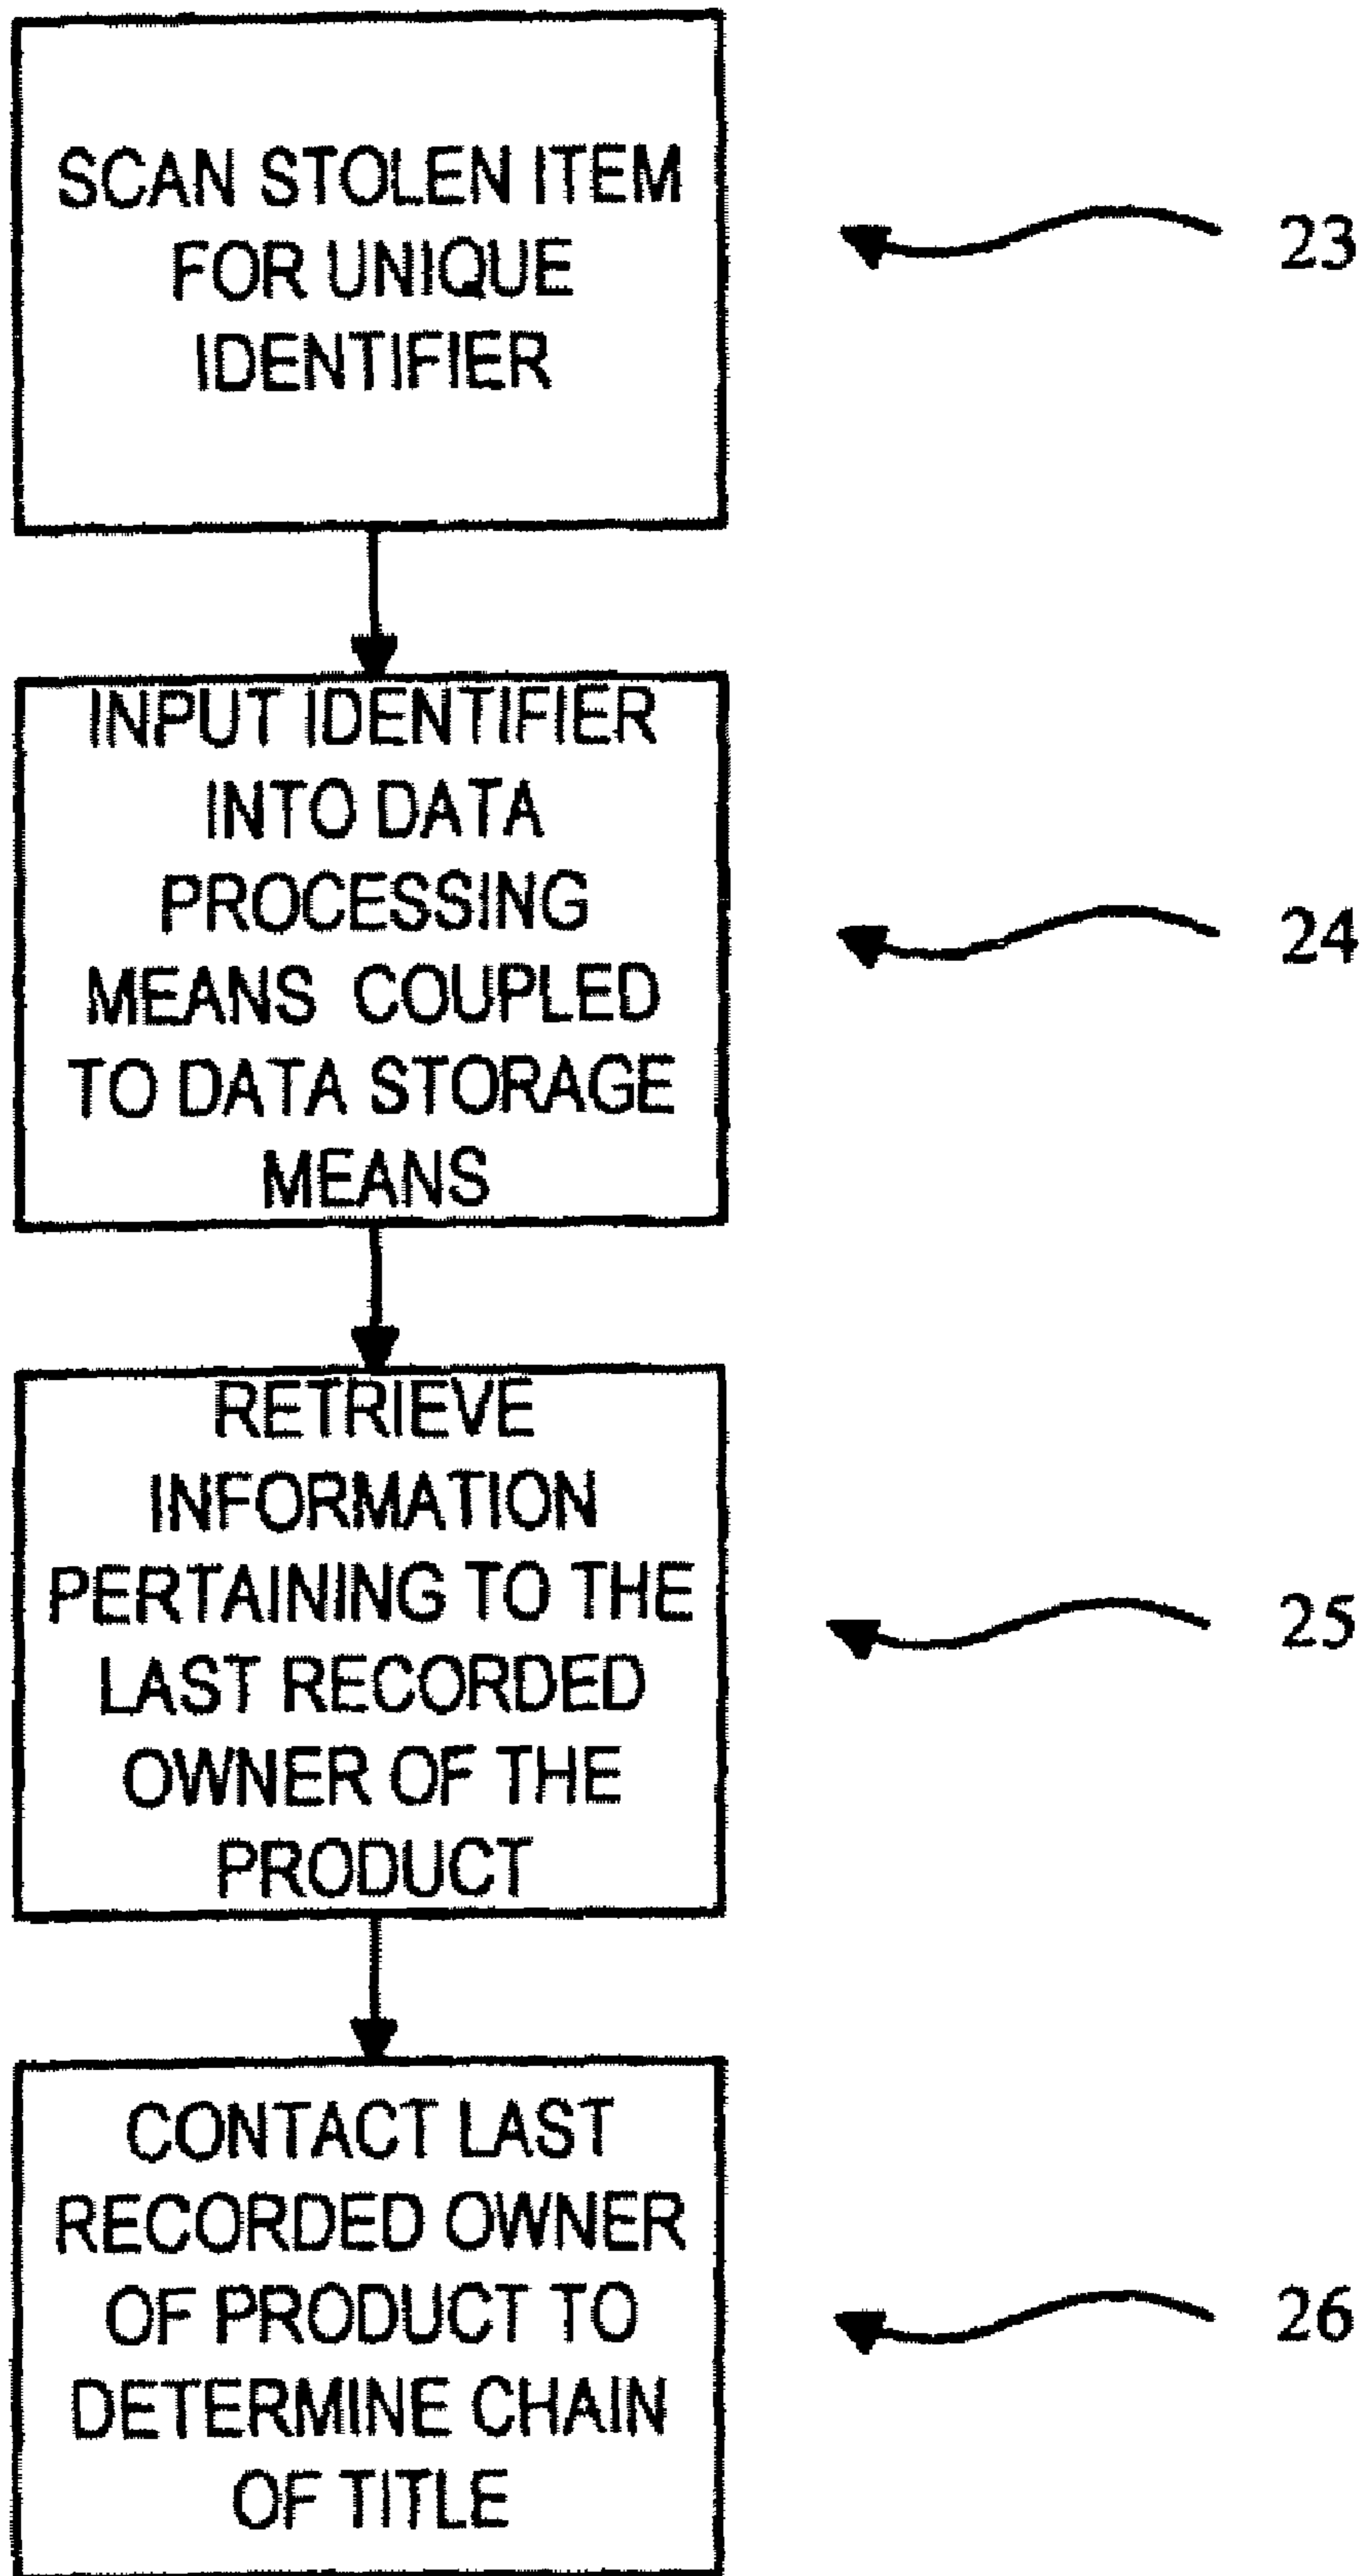 SCAN STOLEN ITEM
FOR UNIQUE
IDENTIFIER
23
INPUT IDENTIFIER
INTO DATA
PROCESSING
MEANS COUPLED
TO DATA STORAGE
MEANS
24
RETRIEVE
INFORMATION
PERTAINING TO THE
LAST RECORDED
OWNER OF THE
PRODUCT
25
CONTACT LAST
RECORDED OWNER
OF PRODUCT TO
DETERMINE CHAIN
OF TITLE
26